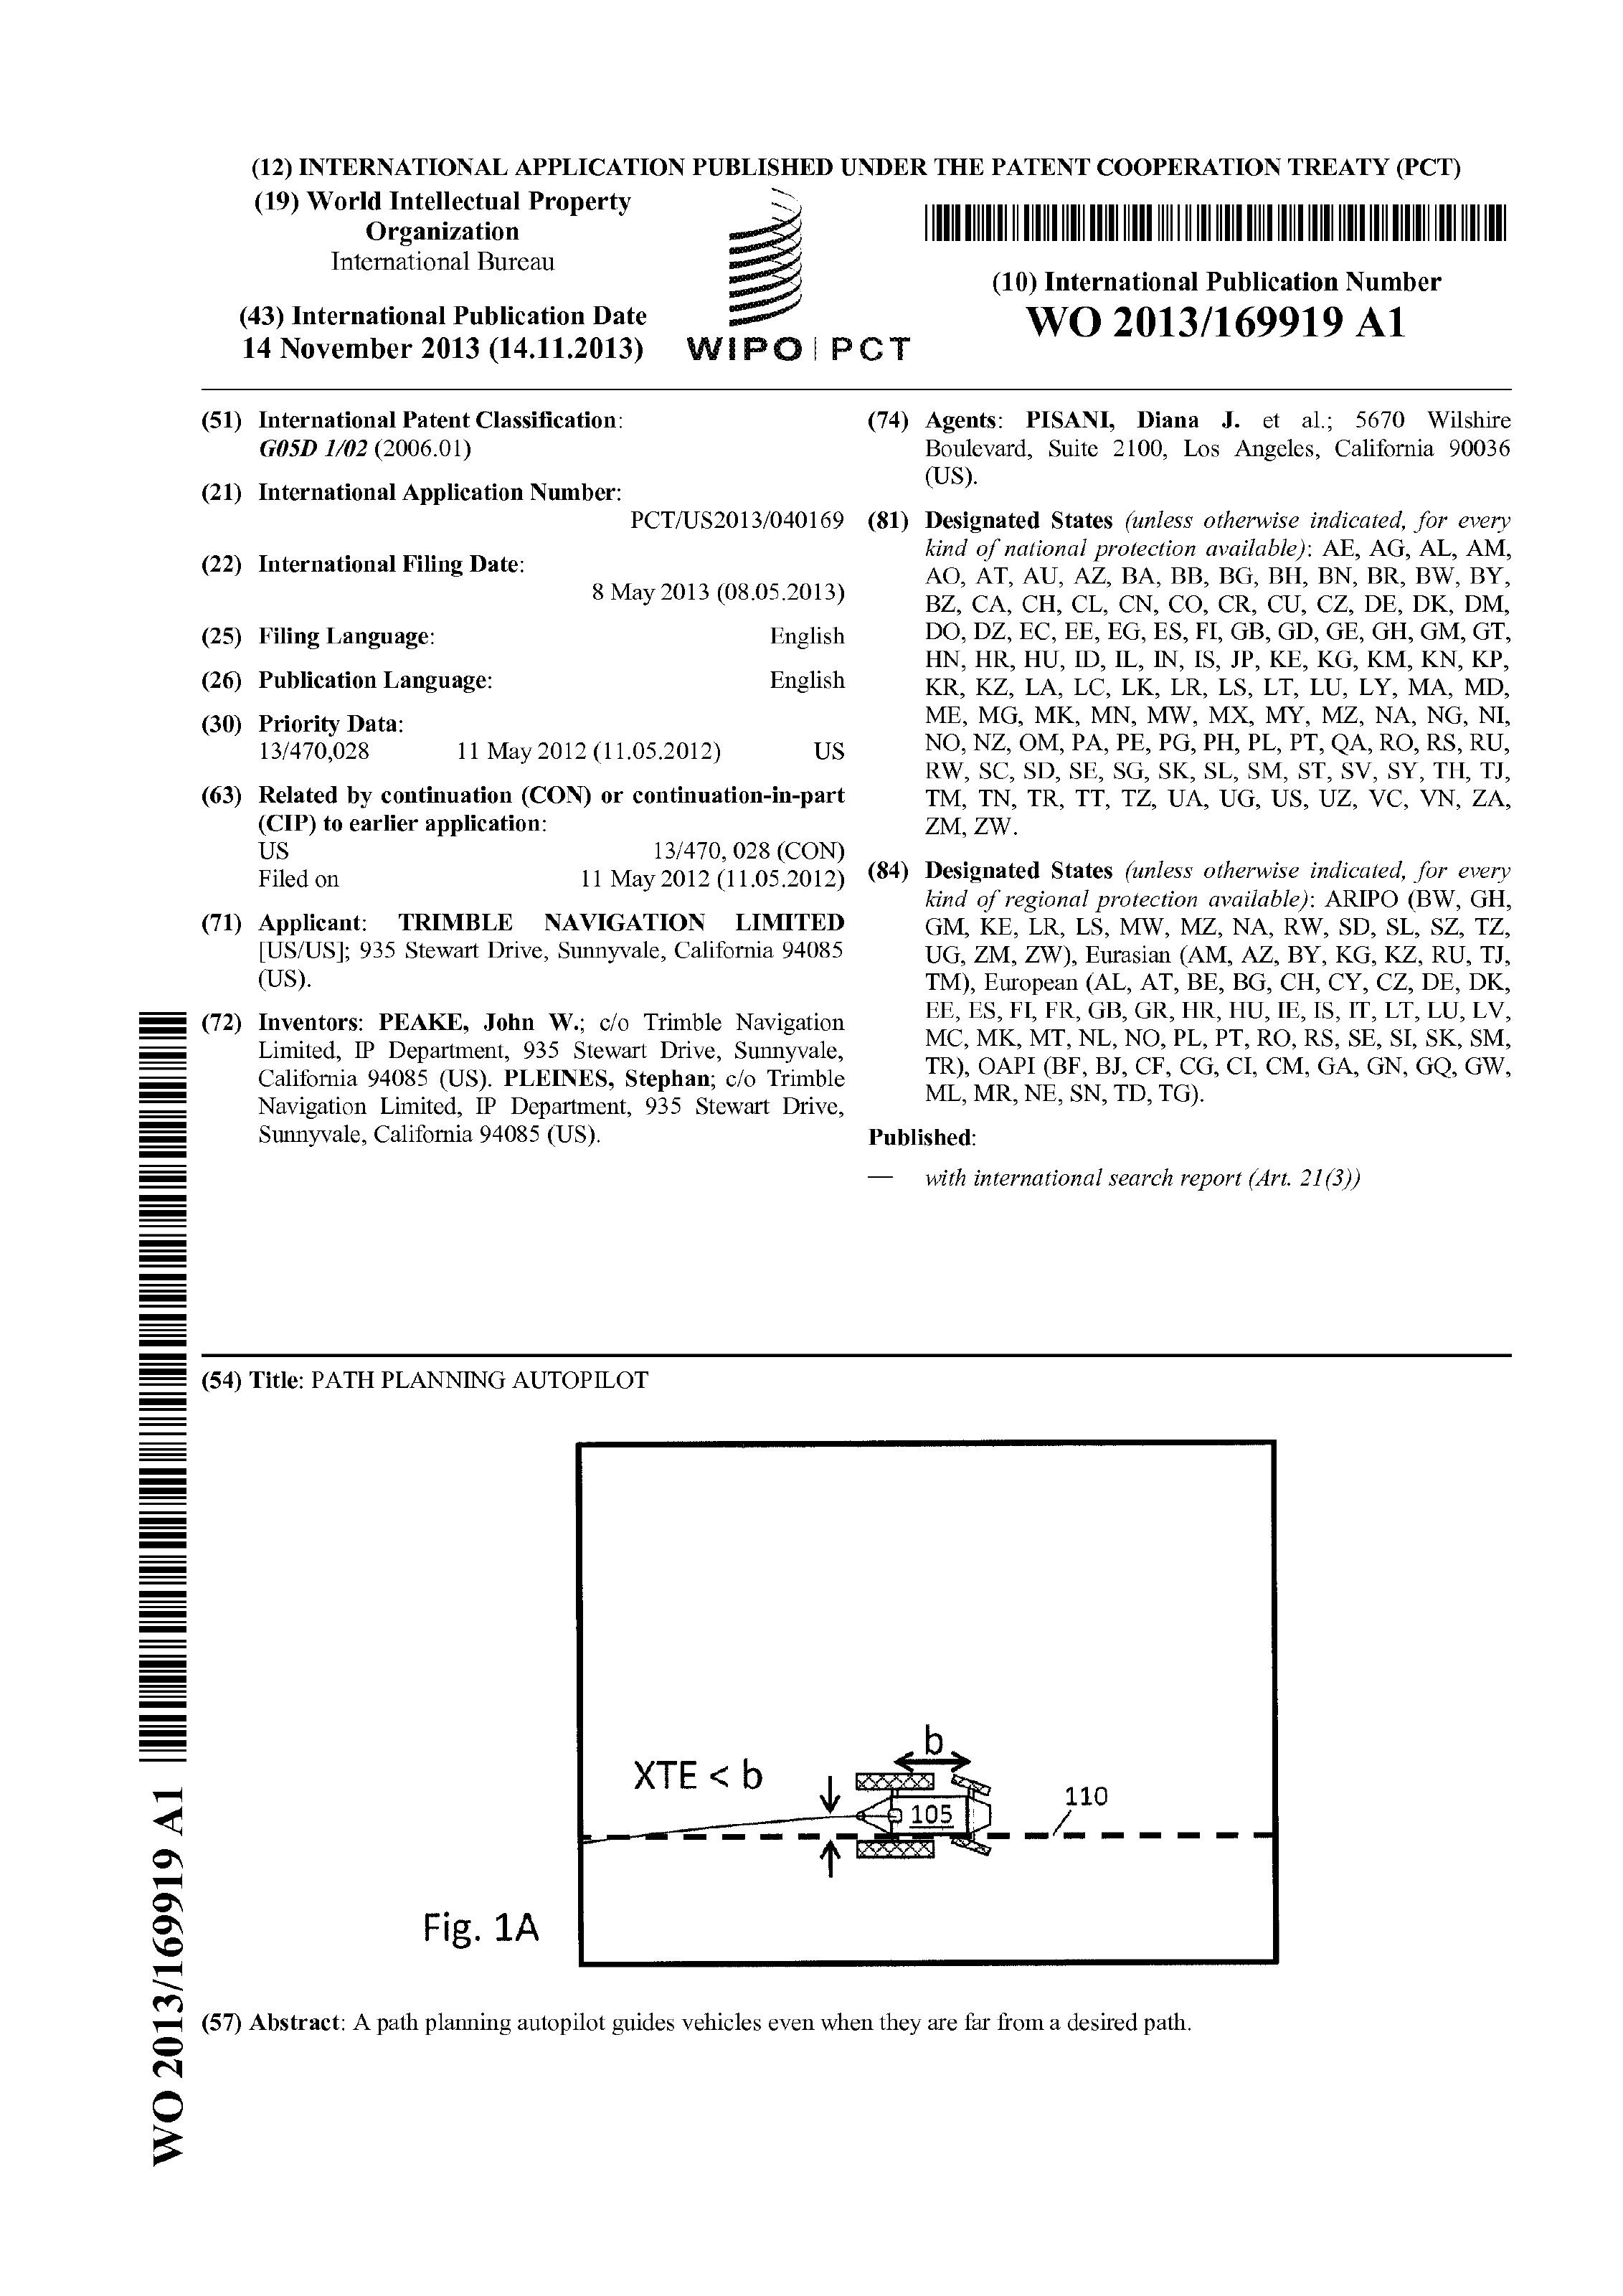 (12) INTERNATIONAL APPLICATION PUBLISHED UNDER THE PATENT COOPERATION TREATY (PCT)
(19) World Intellectual Property
Organization
International Bureau
(43) International Publication Date
14 November 2013 (14.11.2013)
WIPO | PCT
(10) International Publication Number
WO 2013/169919 A1
(51) International Patent Classification:
G05D 1/02 (2006.01)
(21) International Application Number:
PCT/US2013/040169
(22) International Filing Date:
8 May 2013 (08.05.2013)
(25) Filing Language: English
(26) Publication Language: English
(30) Priority Data:
13/470,028 11 May 2012 (11.05.2012) US
(63) Related by continuation (CON) or continuation-in-part
(CIP) to earlier application:
US 13/470, 028 (CON)
Filed on 11 May 2012 (11.05.2012)
(71) Applicant: TRIMBLE NAVIGATION LIMITED
[US/US]; 935 Stewart Drive, Sunnyvale, California 94085
(US).
(72) Inventors: PEAKE, John W.; c/o Trimble Navigation
Limited, IP Department, 935 Stewart Drive, Sunnyvale,
California 94085 (US). PLEINES, Stephan; c/o Trimble
Navigation Limited, IP Department, 935 Stewart Drive,
Sunnyvale, California 94085 (US).
(74) Agents: PISANI, Diana J. et al.; 5670 Wilshire
Boulevard, Suite 2100, Los Angeles, California 90036
(US).
(81) Designated States (unless otherwise indicated, for every
kind of national protection available): AE, AG, AL, AM,
AO, AT, AU, AZ, BA, BB, BG, BH, BN, BR, BW, BY,
BZ, CA, CH, CL, CN, CO, CR, CU, CZ, DE, DK, DM,
DO, DZ, EC, EE, EG, ES, FI, GB, GD, GE, GH, GM, GT,
HN, HR, HU, ID, IL, IN, IS, JP, KE, KG, KM, KN, KP,
KR, KZ, LA, LC, LK, LR, LS, LT, LU, LY, MA, MD,
ME, MG, MK, MN, MW, MX, MY, MZ, NA, NG, NI,
NO, NZ, OM, PA, PE, PG, PH, PL, PT, QA, RO, RS, RU,
RW, SC, SD, SE, SG, SK, SL, SM, ST, SV, SY, TH, TJ,
TM, TN, TR, TT, TZ, UA, UG, US, UZ, VC, VN, ZA,
ZM, ZW.
(84) Designated States (unless otherwise indicated, for every
kind of regional protection available): ARIPO (BW, GH,
GM, KE, LR, LS, MW, MZ, NA, RW, SD, SL, SZ, TZ,
UG, ZM, ZW), Eurasian (AM, AZ, BY, KG, KZ, RU, TJ,
TM), European (AL, AT, BE, BG, CH, CY, CZ, DE, DK,
EE, ES, FI, FR, GB, GR, HR, HU, IE, IS, IT, LT, LU, LV,
MC, MK, MT, NL, NO, PL, PT, RO, RS, SE, SI, SK, SM,
TR), OAPI (BF, BJ, CF, CG, CI, CM, GA, GN, GQ, GW,
ML, MR, NE, SN, TD, TG).
Published:
— with international search report (Art. 21(3))
(54) Title: PATH PLANNING AUTOPILOT
b
XTE < b
110
105
Fig. 1A
(57) Abstract: A path planning autopilot guides vehicles even when they are far from a desired path.
WO 2013/169919 A1